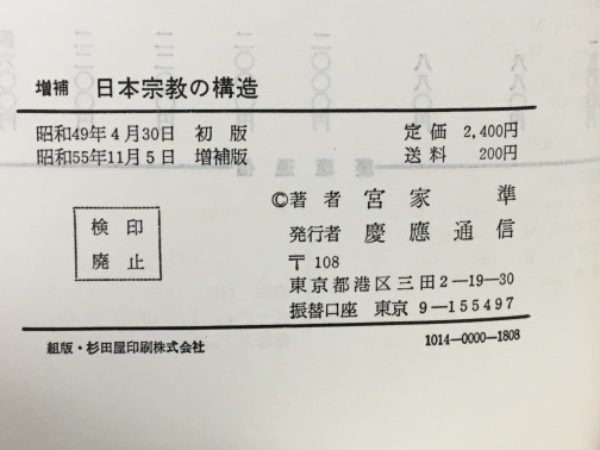 増補 日本宗教の構造
昭和49年4月30日 初版
昭和55年11月5日 増補版
定価 2,400円
送料 200円
©著者 宮家 準
発行者 慶應通信
〒108
東京都港区三田2―19―30
振替口座 東京 9―155497
検印
廃止
組版・杉田屋印刷株式会社
1014―0000―1808